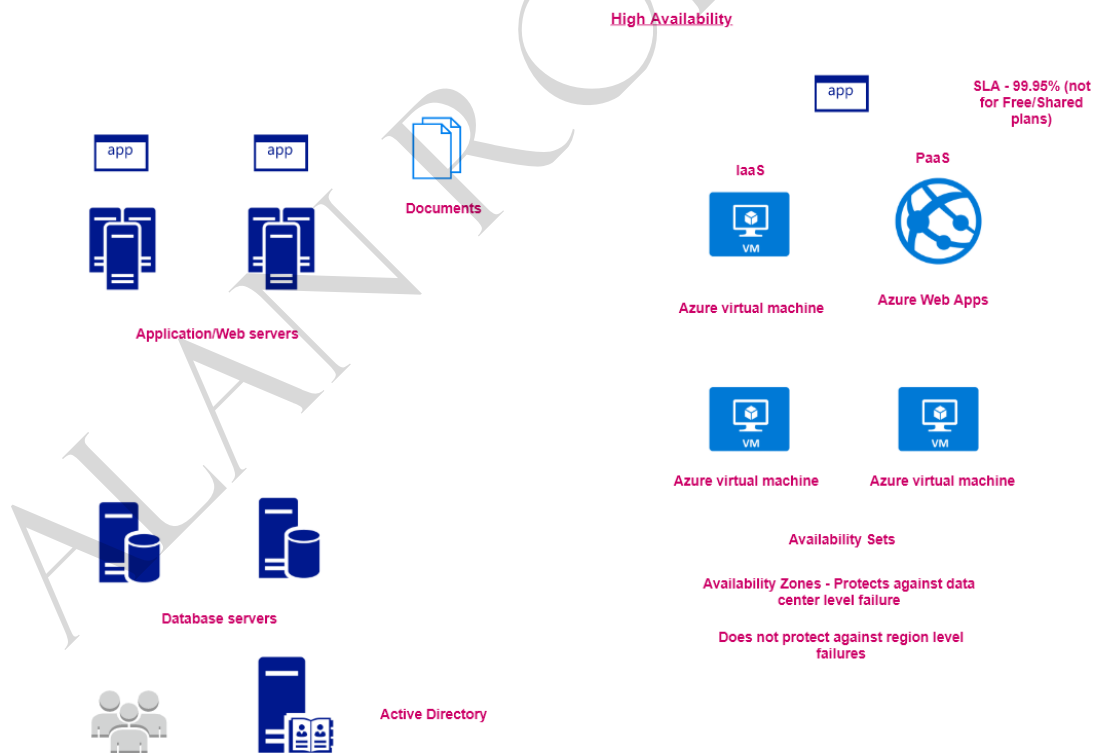 High Availability
app
SLA - 99.95% (not
for Free/Shared
plans)
app
app
Documents
IaaS
PaaS
VM
Azure virtual machine
Azure Web Apps
Application/Web servers
VM
VM
Azure virtual machine
Azure virtual machine
Availability Sets
Availability Zones - Protects against data
center level failure
Does not protect against region level
failures
Database servers
Active Directory
ALAN RO